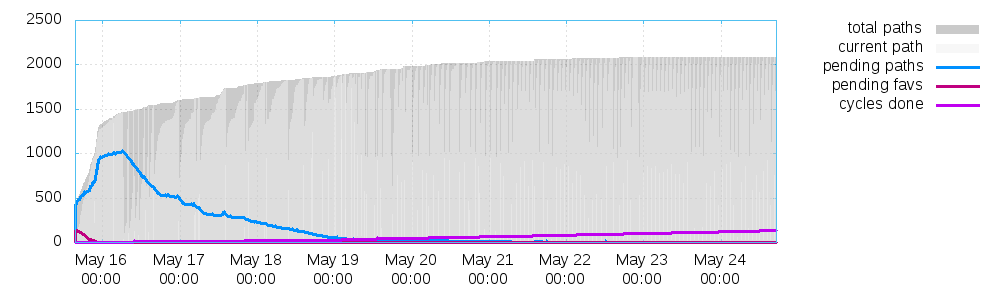 2500
2000
1500
1000
500
0
May 16 00:00
May 17 00:00
May 18 00:00
May 19 00:00
May 20 00:00
May 21 00:00
May 22 00:00
May 23 00:00
May 24 00:00
total paths
current path
pending paths
pending favs
cycles done